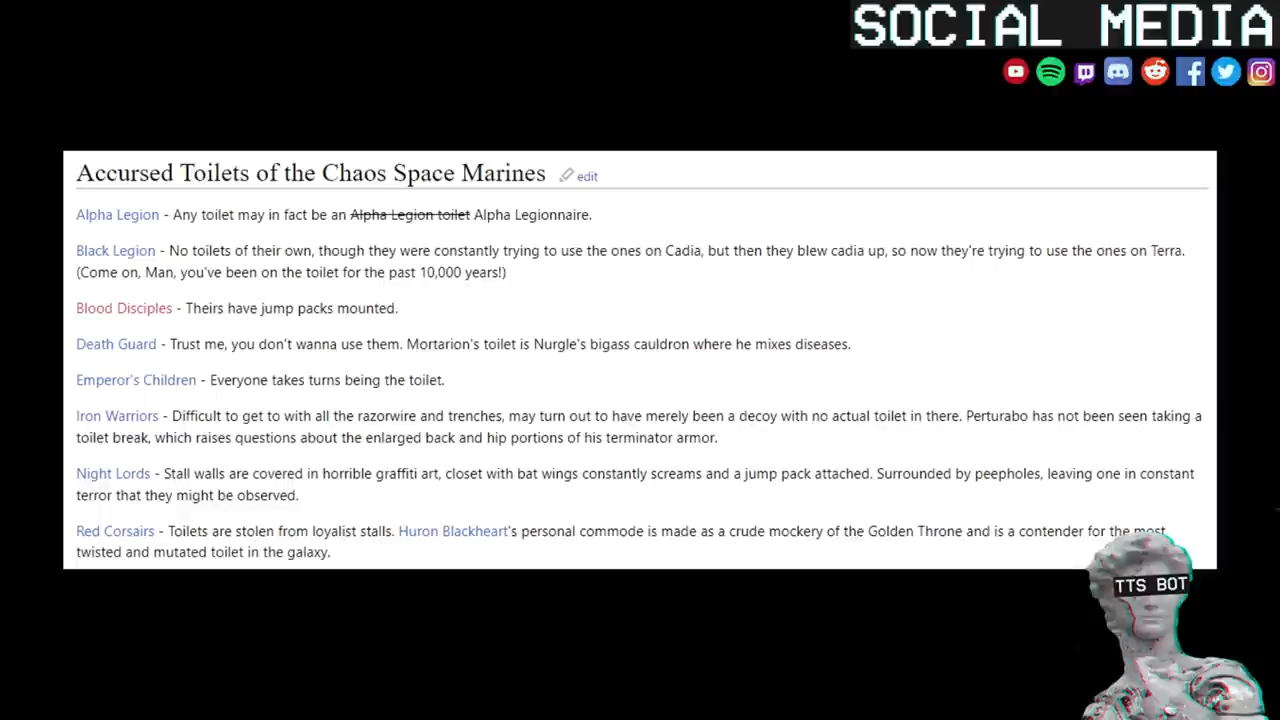 SOCIAL MEDIA
Accursed Toilets of the Chaos Space Marines edit
Alpha Legion - Any toilet may in fact be an Alpha Legion toilet Alpha Legionnaire.
Black Legion - No toilets of their own, though they were constantly trying to use the ones on Cadia, but then they blew cadia up, so now they're trying to use the ones on Terra.
(Come on, Man, you've been on the toilet for the past 10,000 years!)
Blood Disciples - Theirs have jump packs mounted.
Death Guard - Trust me, you don't wanna use them. Mortarion's toilet is Nurgle's bigass cauldron where he mixes diseases.
Emperor's Children - Everyone takes turns being the toilet.
Iron Warriors - Difficult to get to with all the razorwire and trenches, may turn out to have merely been a decoy with no actual toilet in there. Perturabo has not been seen taking a
toilet break, which raises questions about the enlarged back and hip portions of his terminator armor.
Night Lords - Stall walls are covered in horrible graffiti art, closet with bat wings constantly screams and a jump pack attached. Surrounded by peepholes, leaving one in constant
terror that they might be observed.
Red Corsairs - Toilets are stolen from loyalist stalls. Huron Blackheart's personal commode is made as a crude mockery of the Golden Throne and is a contender for the most
twisted and mutated toilet in the galaxy.
TTS BOT